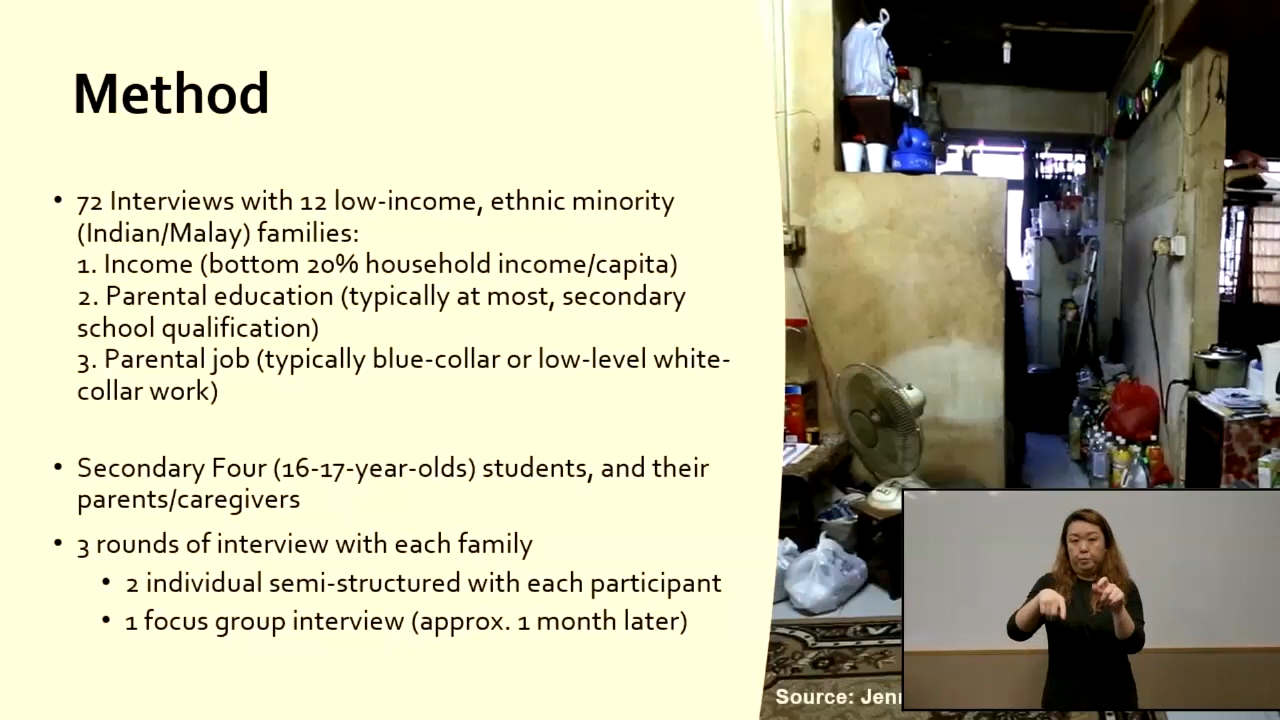 Method
• 72 Interviews with 12 low-income, ethnic minority
(Indian/Malay) families:
1. Income (bottom 20% household income/capita)
2. Parental education (typically at most, secondary
school qualification)
3. Parental job (typically blue-collar or low-level white-
collar work)
• Secondary Four (16-17-year-olds) students, and their
parents/caregivers
• 3 rounds of interview with each family
• 2 individual semi-structured with each participant
• 1 focus group interview (approx. 1 month later)
Source: